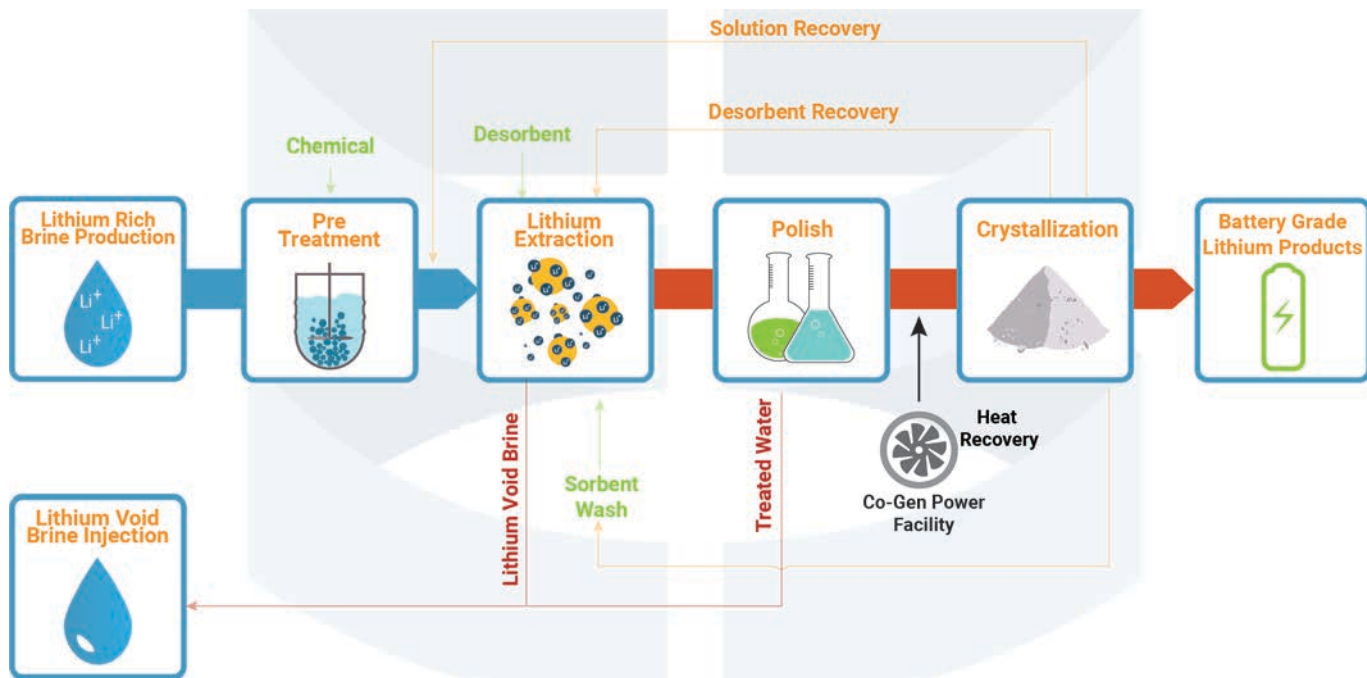 Solution Recovery
Desorbent Recovery
Chemical
Desorbent
Lithium Rich
Brine Production
Li+
Li+
Li+
Pre
Treatment
Lithium
Extraction
Polish
Crystallization
Battery Grade
Lithium Products
Lithium Void Brine
Sorbent
Wash
Treated Water
Heat
Recovery
Co-Gen Power
Facility
Lithium Void
Brine Injection